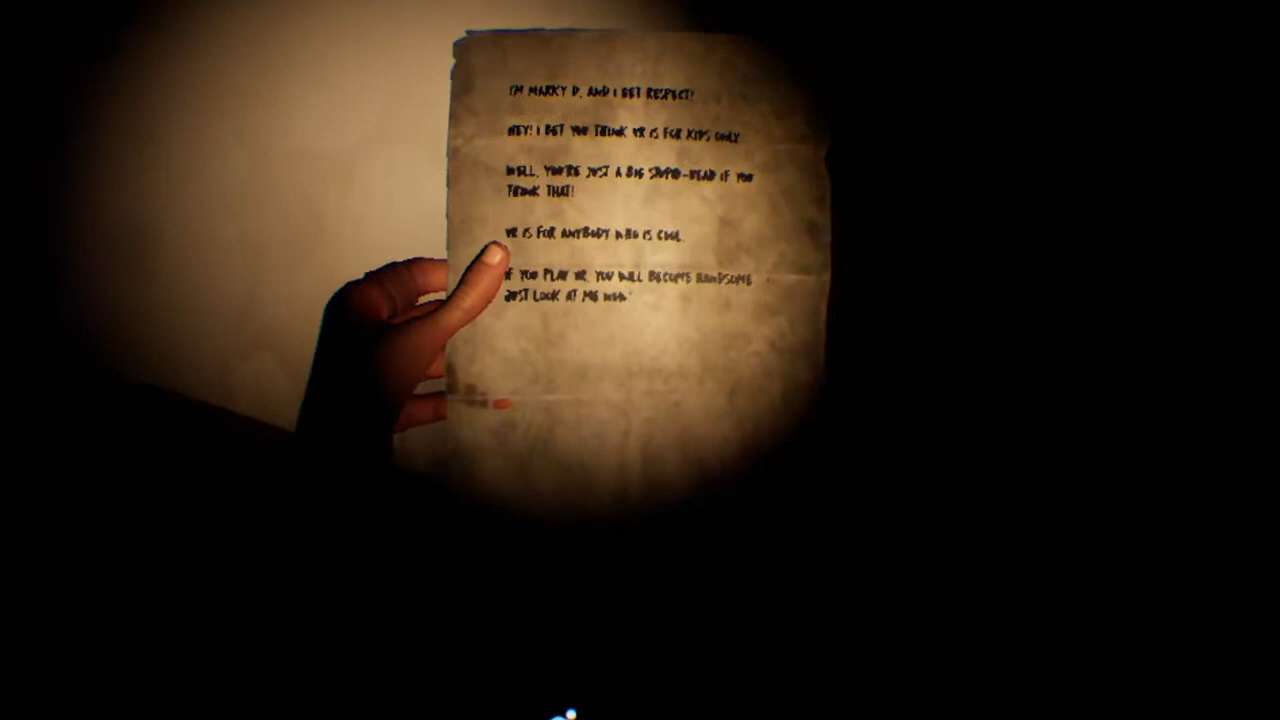 I'M MARKY D, AND I GET RESPECT!
HEY! I BET YOU THINK VR IS FOR KIDS ONLY.
WELL, YOU'RE JUST A BIG STUPID-HEAD IF YOU
THINK THAT!
VR IS FOR ANYBODY WHO IS COOL.
IF YOU PLAY VR, YOU WILL BECOME HANDSOME
JUST LOOK AT ME